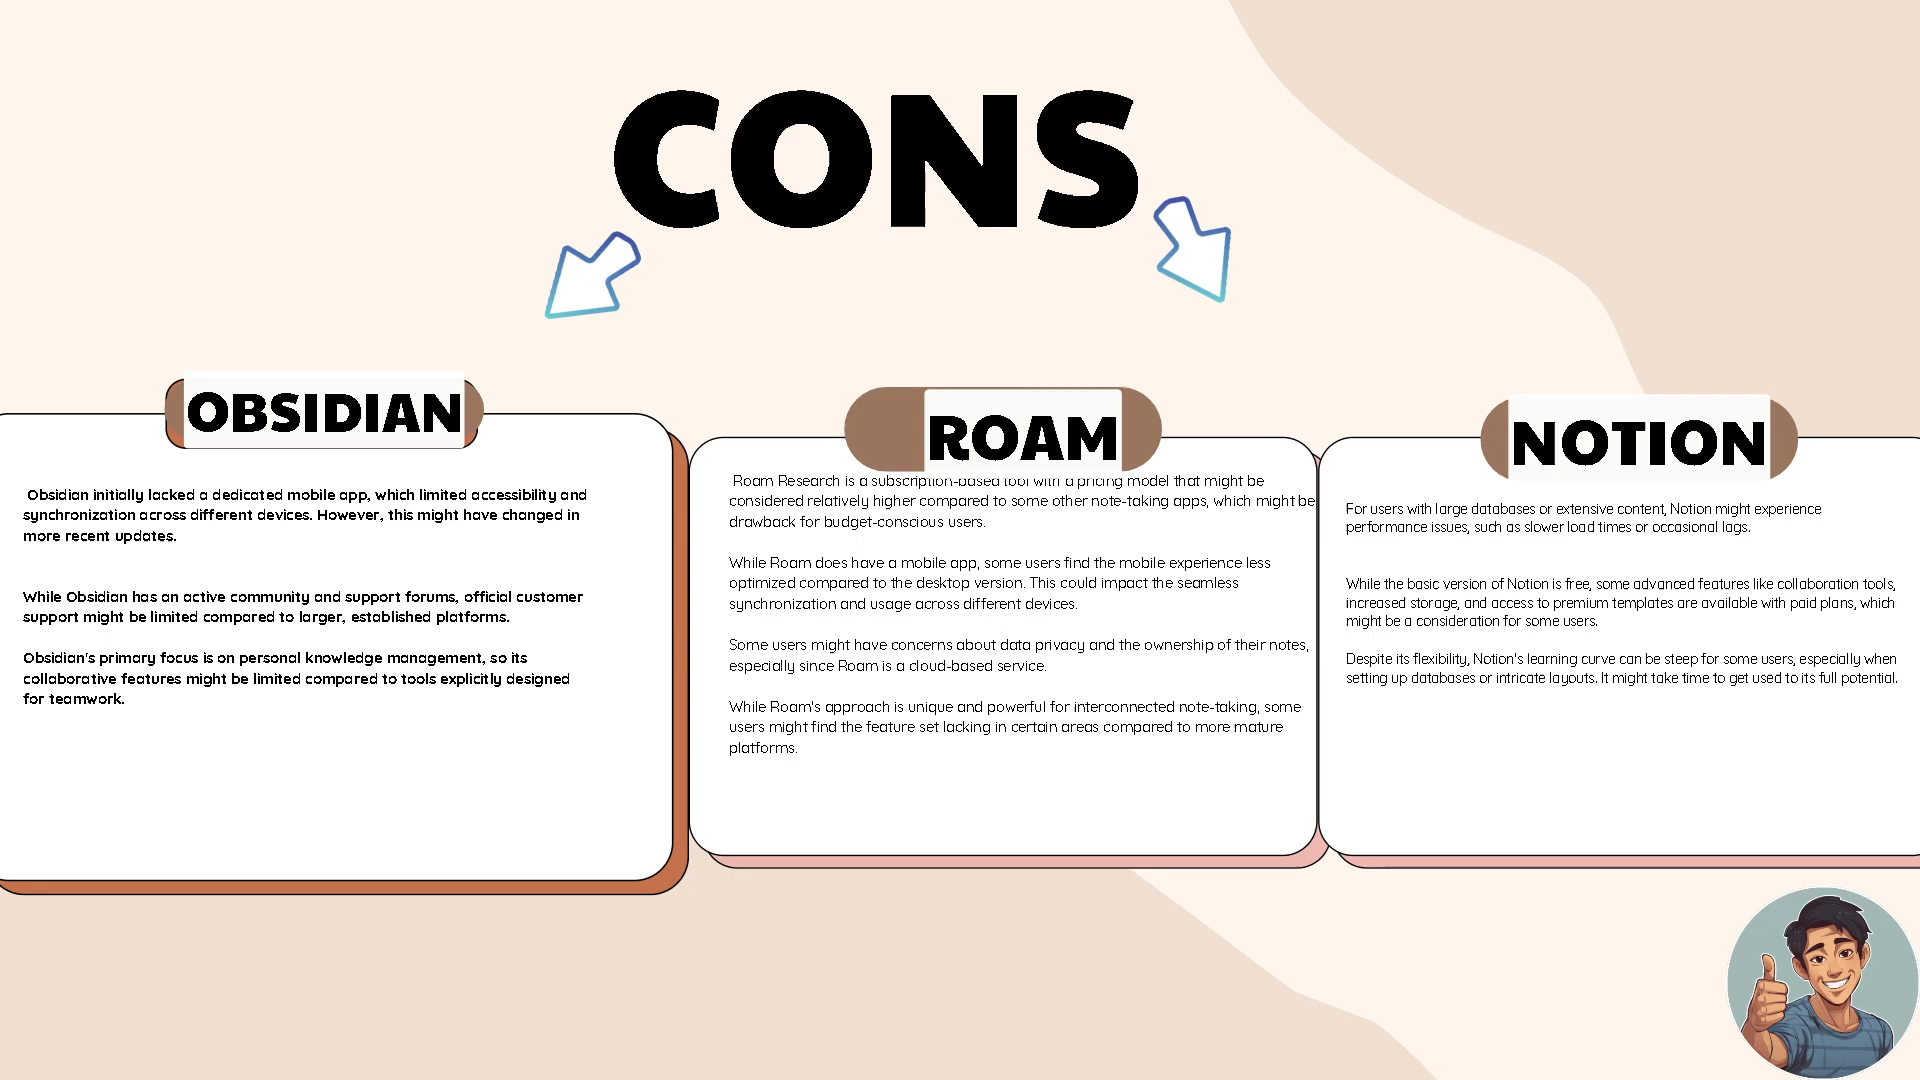 CONS
OBSIDIAN
Obsidian initially lacked a dedicated mobile app, which limited accessibility and
synchronization across different devices. However, this might have changed in
more recent updates.
While Obsidian has an active community and support forums, official customer
support might be limited compared to larger, established platforms.
Obsidian's primary focus is on personal knowledge management, so its
collaborative features might be limited compared to tools explicitly designed
for teamwork.
ROAM
Roam Research is a subscription-based tool with a pricing model that might be
considered relatively higher compared to some other note-taking apps, which might be
drawback for budget-conscious users.
While Roam does have a mobile app, some users find the mobile experience less
optimized compared to the desktop version. This could impact the seamless
synchronization and usage across different devices.
Some users might have concerns about data privacy and the ownership of their notes,
especially since Roam is a cloud-based service.
While Roam's approach is unique and powerful for interconnected note-taking, some
users might find the feature set lacking in certain areas compared to more mature
platforms.
NOTION
For users with large databases or extensive content, Notion might experience
performance issues, such as slower load times or occasional lags.
While the basic version of Notion is free, some advanced features like collaboration tools,
increased storage, and access to premium templates are available with paid plans, which
might be a consideration for some users.
Despite its flexibility, Notion's learning curve can be steep for some users, especially when
setting up databases or intricate layouts. It might take time to get used to its full potential.